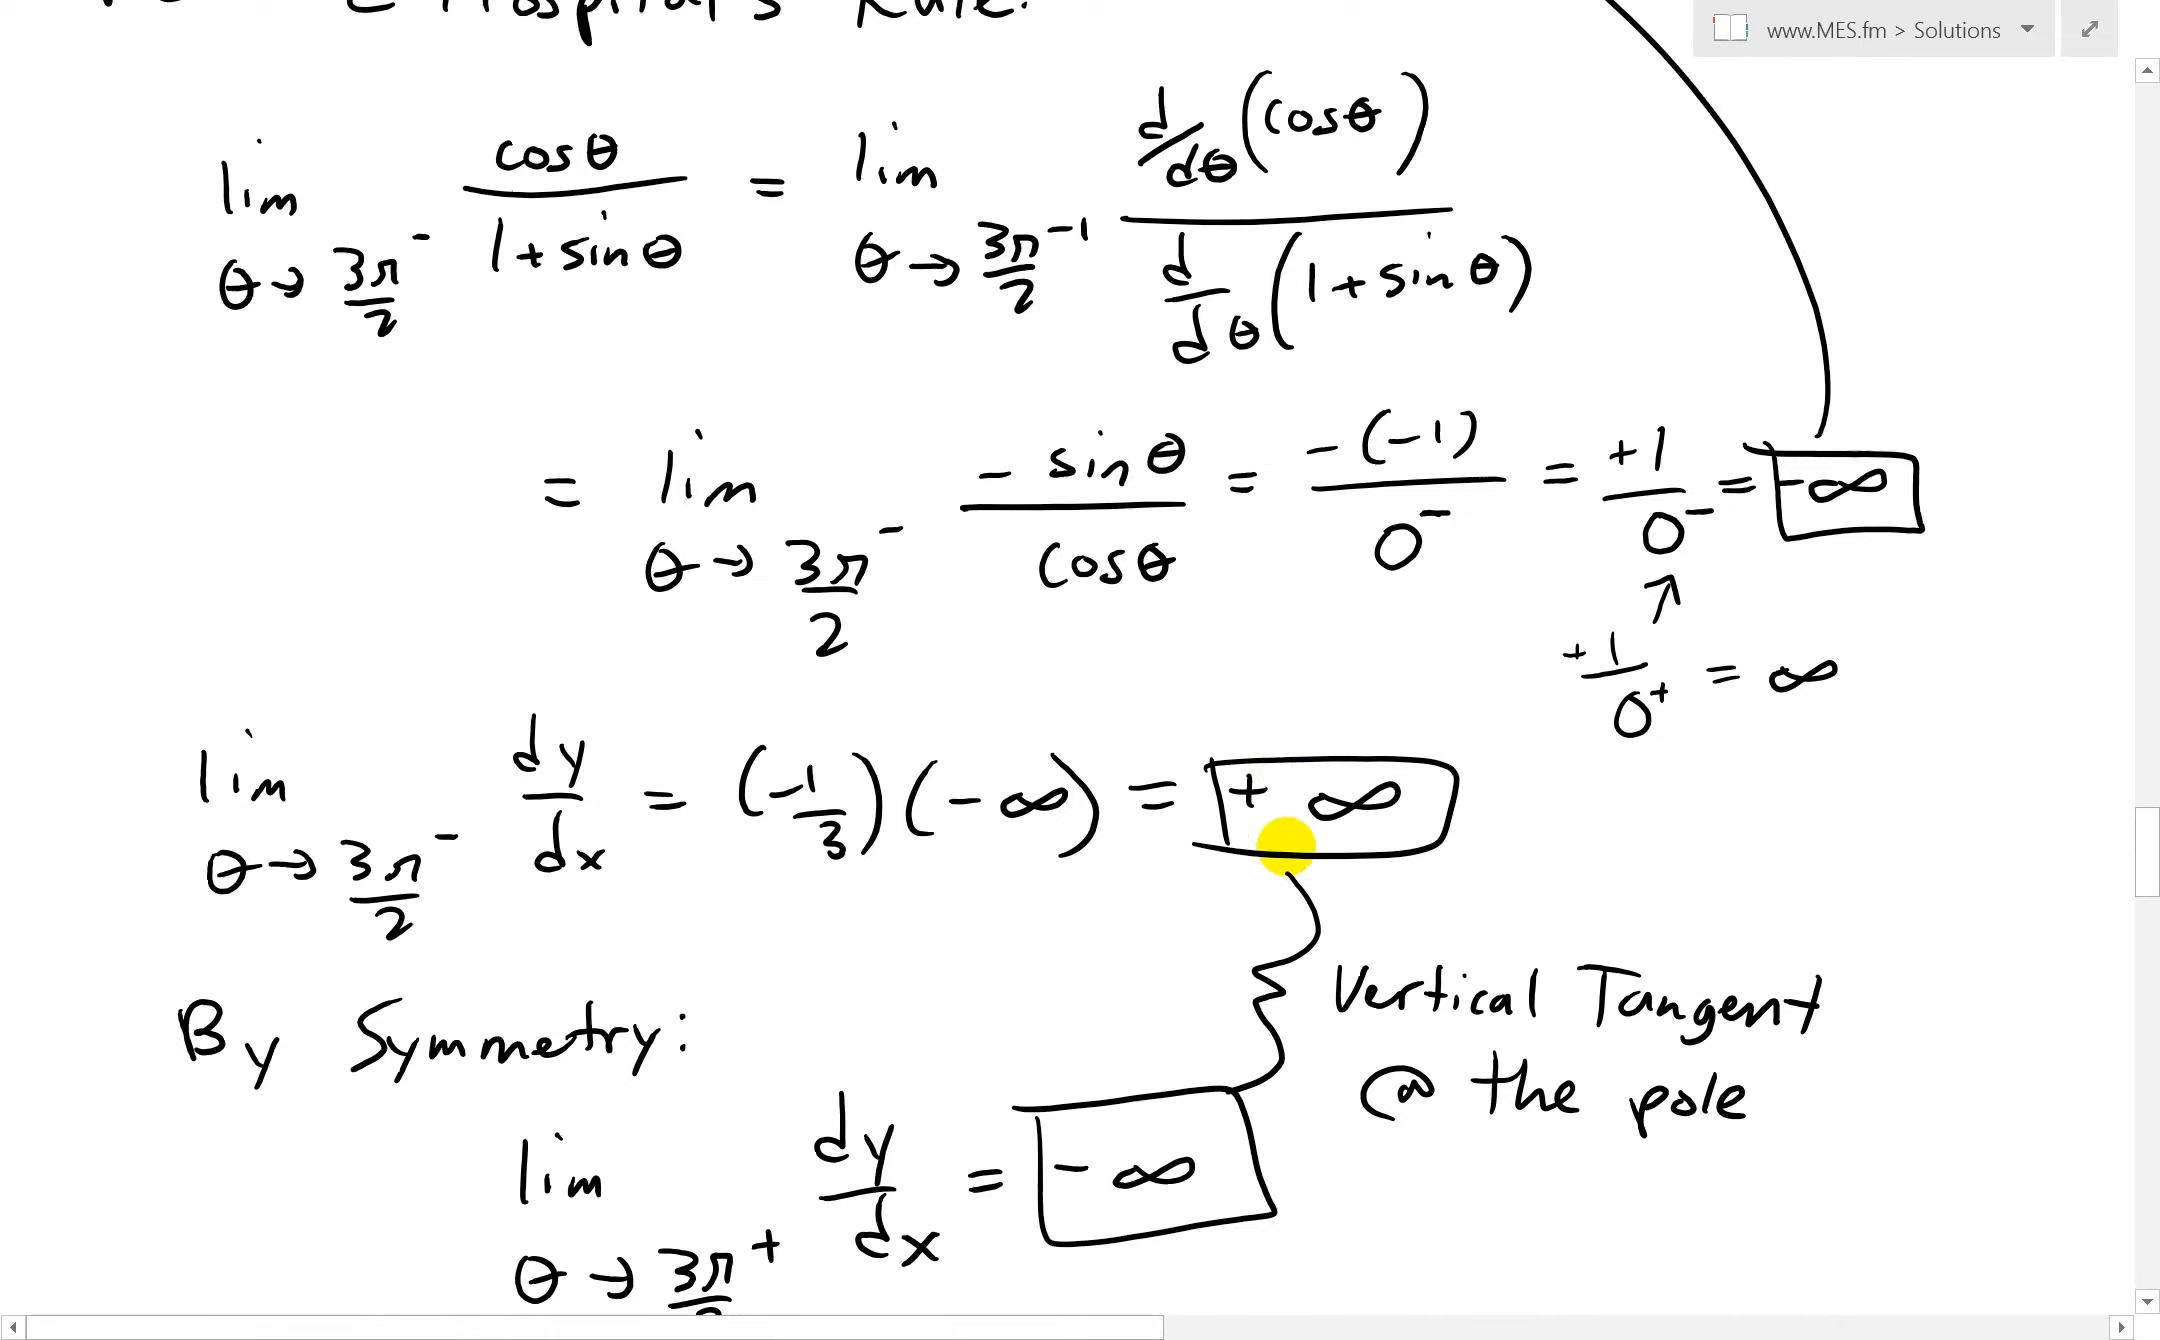 L'Hospital's Rule:
www.MES.fm > Solutions
lim θ→3π/2⁻ cosθ/(1+sinθ) = lim θ→3π/2⁻¹ d/dθ(cosθ) / d/dθ(1+sinθ)
= lim θ→3π/2⁻ -sinθ/cosθ = -(-1)/0⁻ = +1/0⁻ = -∞
+1/0⁺ = ∞
lim θ→3π/2⁻ dy/dx = (-1/3)(-∞) = +∞
By Symmetry:
Vertical Tangent
@ the pole
lim θ→3π/2⁺ dy/dx = -∞